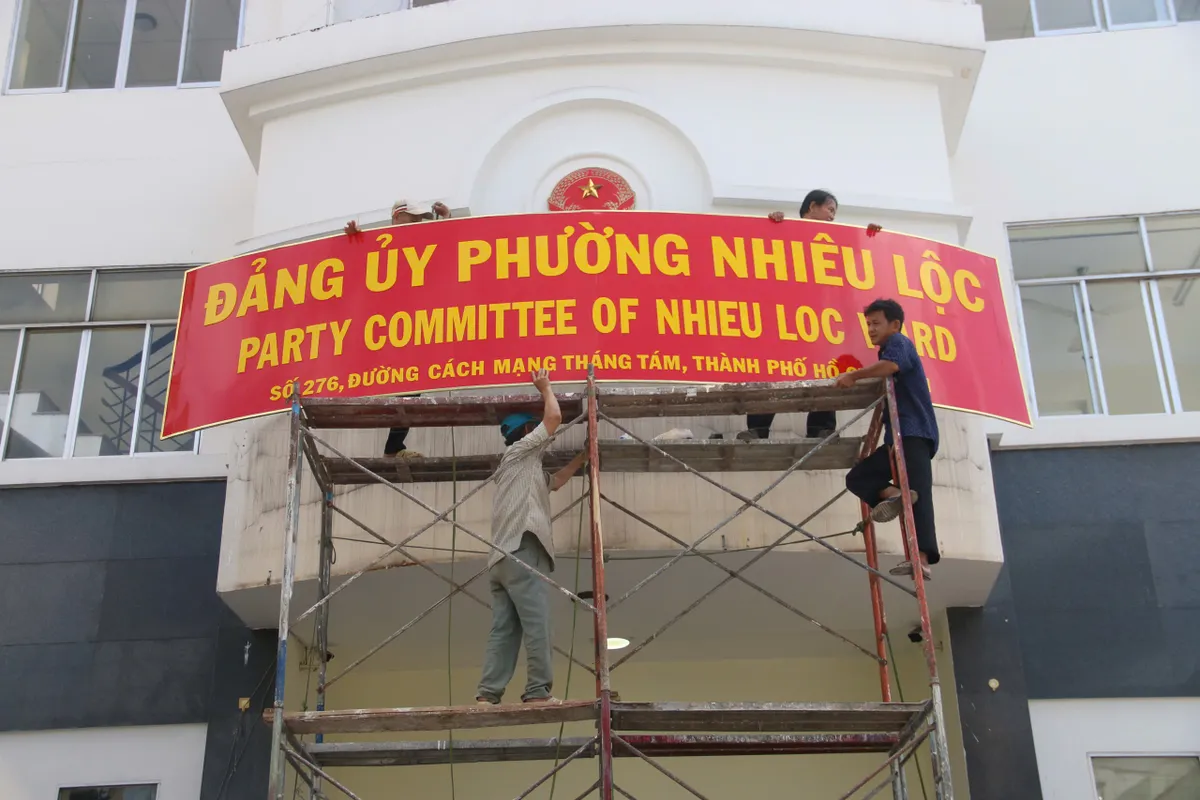 ĐẢNG ỦY PHƯỜNG NHIÊU LỘC
PARTY COMMITTEE OF NHIEU LOC
SỐ 276, ĐƯỜNG CÁCH MẠNG THÁNG TÁM, THÀNH PHỐ HỒ